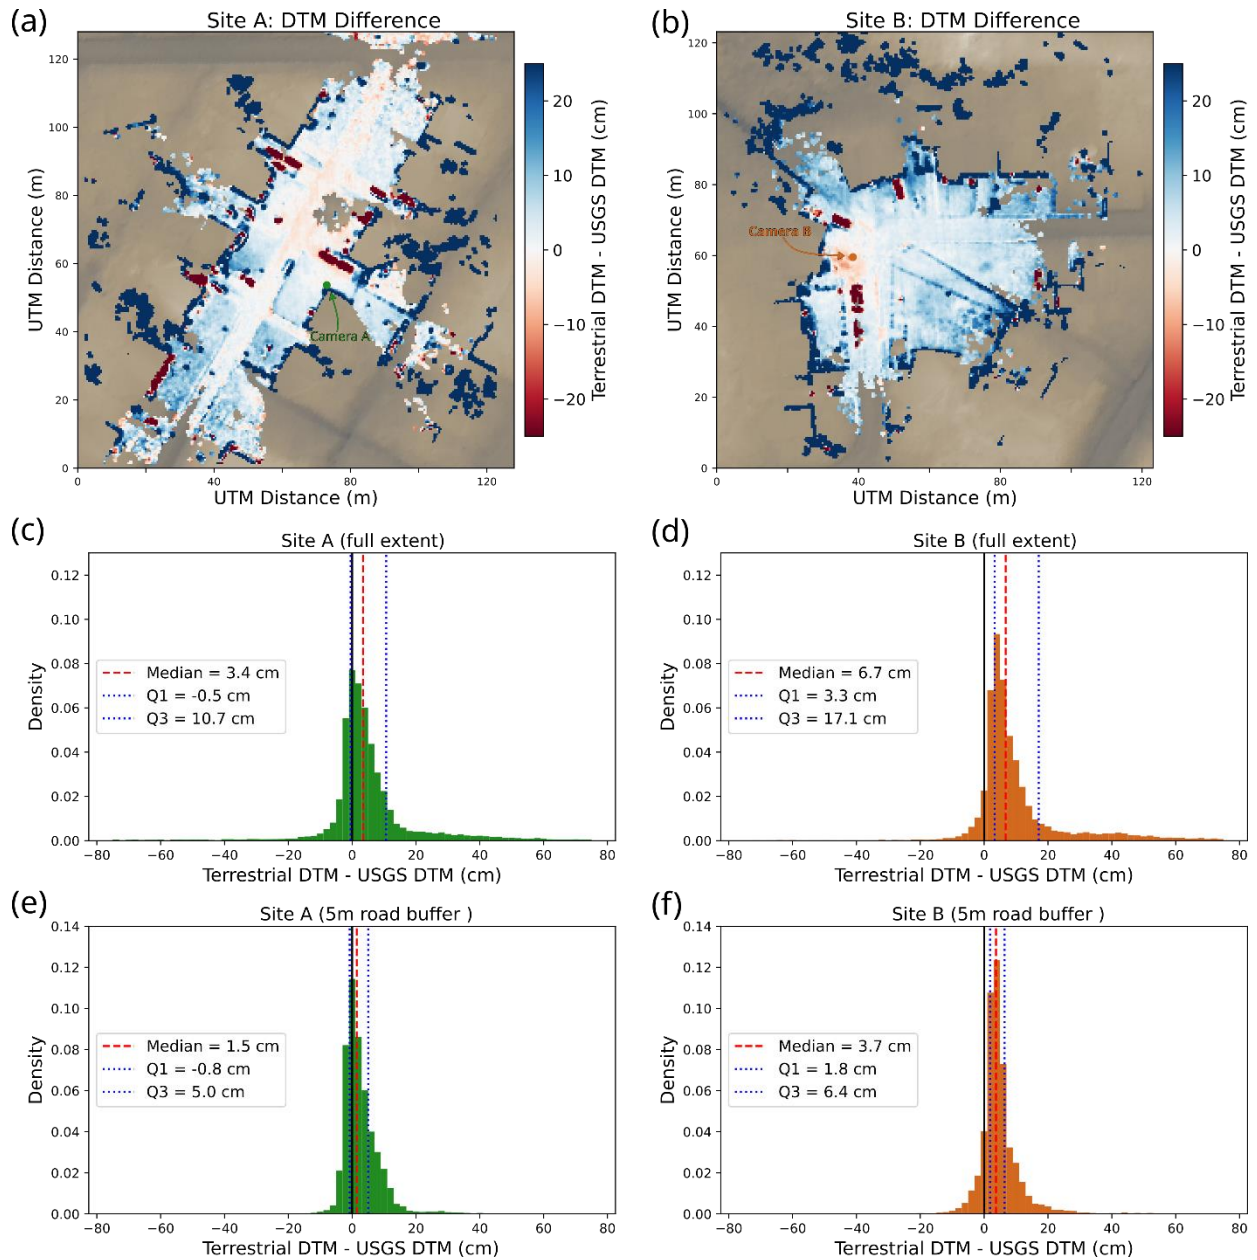 (a)
Site A: DTM Difference
120
100
80
60
40
20
0
UTM Distance (m)
0
40
80
120
UTM Distance (m)
Camera A
20
10
0
−10
−20
Terrestrial DTM - USGS DTM (cm)
(b)
Site B: DTM Difference
120
100
80
60
40
20
0
UTM Distance (m)
0
40
80
120
UTM Distance (m)
Camera B
20
10
0
−10
−20
Terrestrial DTM - USGS DTM (cm)
(c)
Site A (full extent)
0.12
0.10
0.08
0.06
0.04
0.02
0.00
Density
Median = 3.4 cm
Q1 = -0.5 cm
Q3 = 10.7 cm
−80 −60 −40 −20 0 20 40 60 80
Terrestrial DTM - USGS DTM (cm)
(d)
Site B (full extent)
0.12
0.10
0.08
0.06
0.04
0.02
0.00
Density
Median = 6.7 cm
Q1 = 3.3 cm
Q3 = 17.1 cm
−80 −60 −40 −20 0 20 40 60 80
Terrestrial DTM - USGS DTM (cm)
(e)
Site A (5m road buffer )
0.14
0.12
0.10
0.08
0.06
0.04
0.02
0.00
Density
Median = 1.5 cm
Q1 = -0.8 cm
Q3 = 5.0 cm
−80 −60 −40 −20 0 20 40 60 80
Terrestrial DTM - USGS DTM (cm)
(f)
Site B (5m road buffer )
0.14
0.12
0.10
0.08
0.06
0.04
0.02
0.00
Density
Median = 3.7 cm
Q1 = 1.8 cm
Q3 = 6.4 cm
−80 −60 −40 −20 0 20 40 60 80
Terrestrial DTM - USGS DTM (cm)